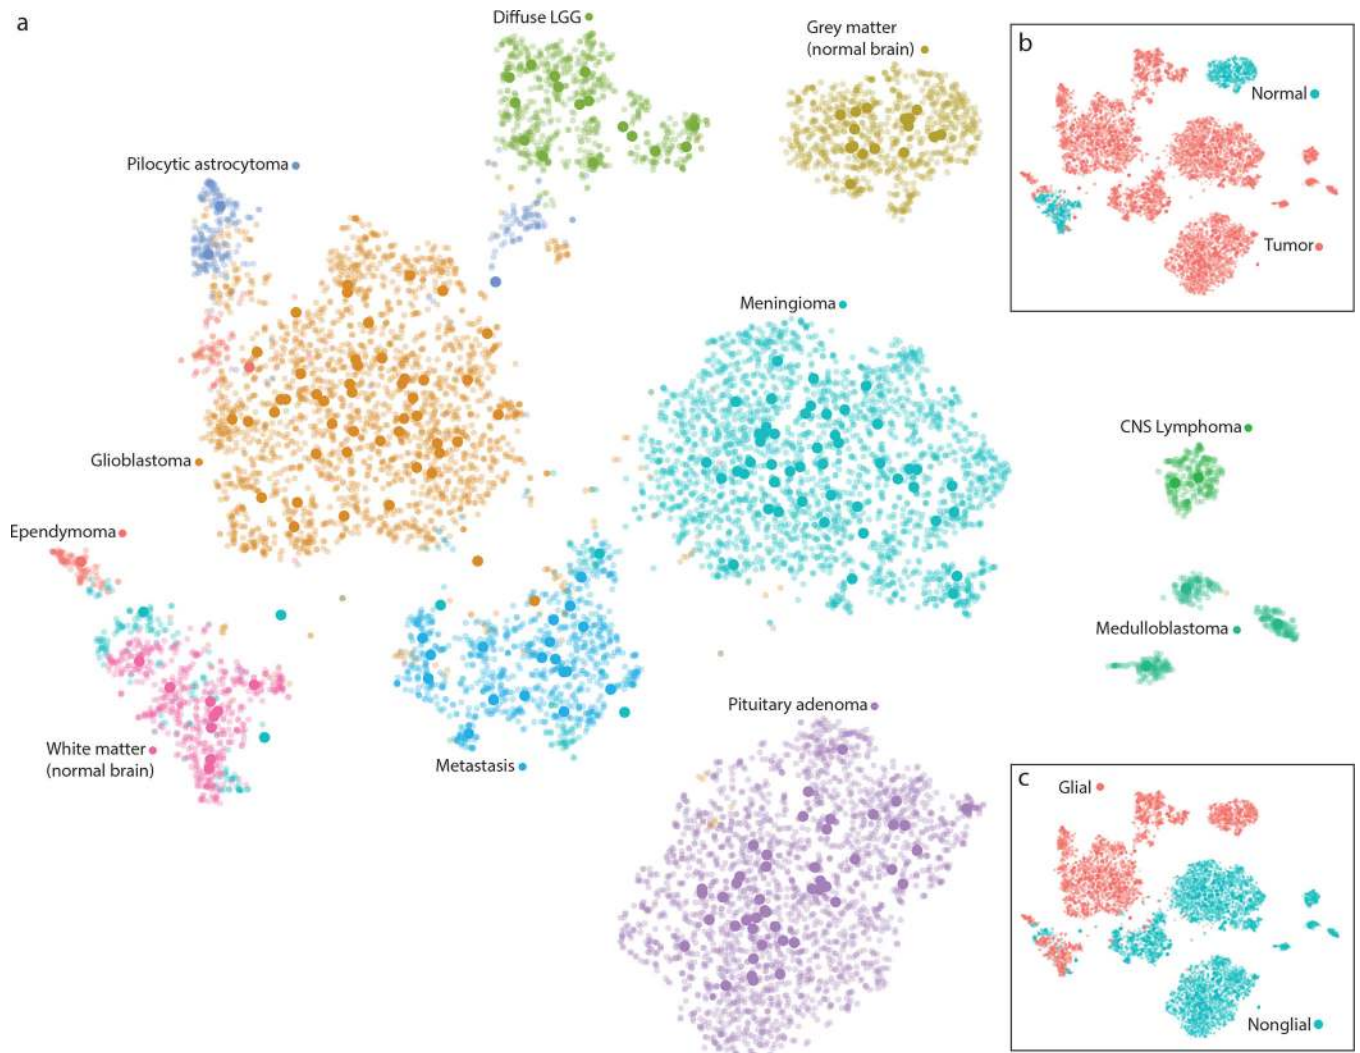 a
Diffuse LGG
Grey matter
(normal brain)
b
Normal
Tumor
Pilocytic astrocytoma
Meningioma
CNS Lymphoma
Glioblastoma
Ependymoma
Medulloblastoma
Pituitary adenoma
White matter
(normal brain)
Metastasis
c
Glial
Nonglial